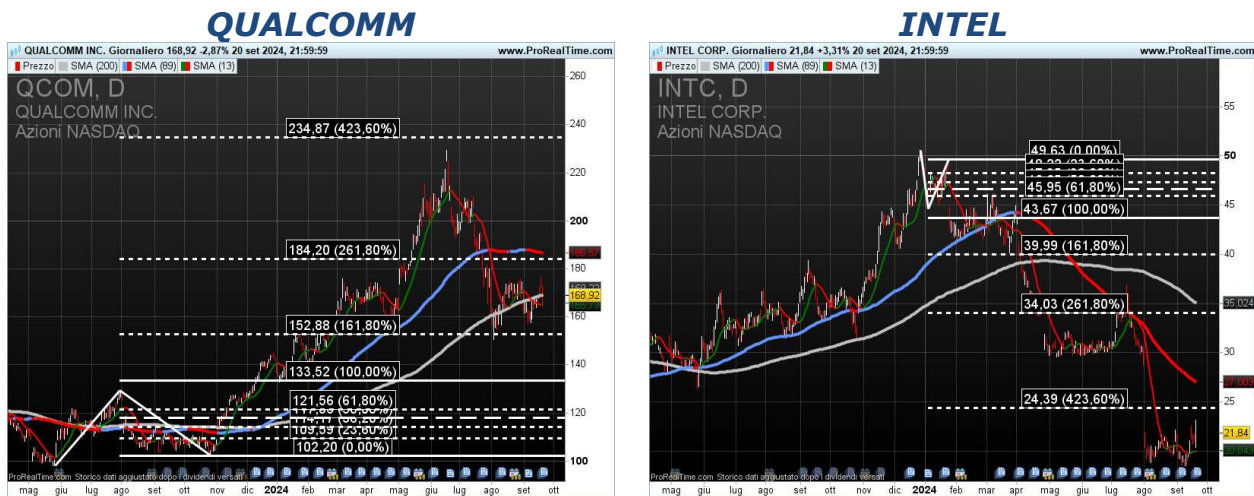 QUALCOMM
QUALCOMM INC. Giornaliero 168,92 -2,87% 20 set 2024, 21:59:59 www.ProRealTime.com
Prezzo SMA (200) SMA (89) SMA (13)
QCOM, D
QUALCOMM INC.
Azioni NASDAQ
260
240
234,87 (423,60%)
220
200
184,20 (261,80%)
180
168,92
160
152,88 (161,80%)
140
133,52 (100,00%)
121,56 (61,80%)
120
109,59 (23,60%)
102,20 (0,00%)
100
ProRealTime.com Storico dati aggiustato dopo i dividendi versati
mag giu lug ago set ott nov dic 2024 feb mar apr mag giu lug ago set ott
INTEL
INTEL CORP. Giornaliero 21,84 +3,31% 20 set 2024, 21:59:59 www.ProRealTime.com
Prezzo SMA (200) SMA (89) SMA (13)
INTC, D
INTEL CORP.
Azioni NASDAQ
55
50
49,63 (0,00%)
45,95 (61,80%)
45
43,67 (100,00%)
39,99 (161,80%)
40
35,024
34,03 (261,80%)
30
27,003
25
24,39 (423,60%)
21,84
ProRealTime.com Storico dati aggiustato dopo i dividendi versati
mag giu lug ago set ott nov dic 2024 feb mar apr mag giu lug ago set ott